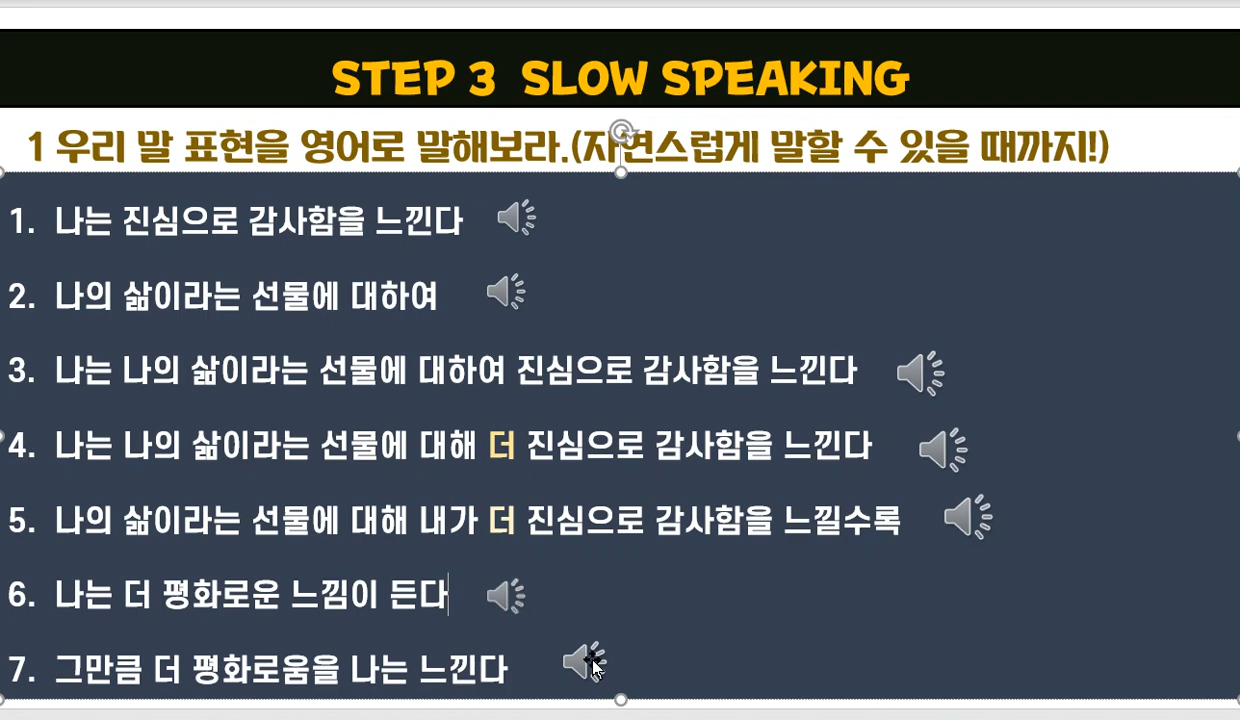 STEP 3 SLOW SPEAKING
1 우리 말 표현을 영어로 말해보라.(자연스럽게 말할 수 있을 때까지!)
1. 나는 진심으로 감사함을 느낀다
2. 나의 삶이라는 선물에 대하여
3. 나는 나의 삶이라는 선물에 대하여 진심으로 감사함을 느낀다
4. 나는 나의 삶이라는 선물에 대해 더 진심으로 감사함을 느낀다
5. 나의 삶이라는 선물에 대해 내가 더 진심으로 감사함을 느낄수록
6. 나는 더 평화로운 느낌이 든다
7. 그만큼 더 평화로움을 나는 느낀다